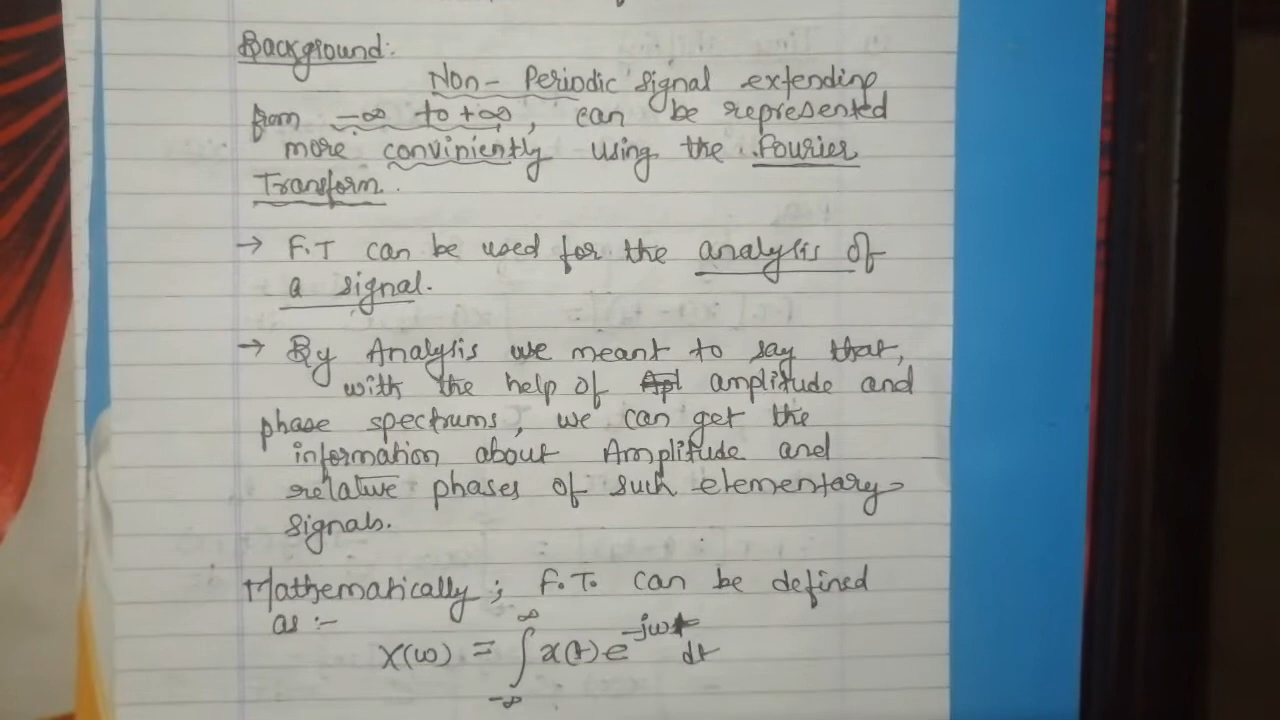 Background:
Non-Periodic signal extending
from -∞ to +∞, can be represented
more conviniently using the Fourier
Transform.
→ F.T can be used for the analysis of
a signal.
→ By Analysis we meant to say that,
with the help of amplitude and
phase spectrums, we can get the
information about Amplitude and
relative phases of such elementary
signals.
Mathematically; F.T. can be defined
as :-
X(ω) = ∫_{-∞}^{∞} x(t) e^{-jωt} dt